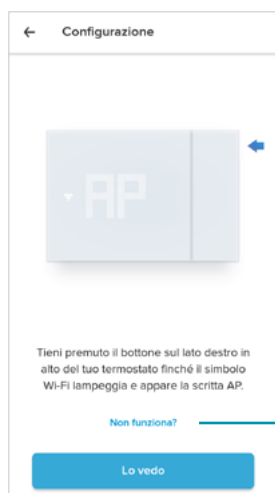 Configurazione
AP
Tieni premuto il bottone sul lato destro in
alto del tuo termostato finché il simbolo
Wi-Fi lampeggia e appare la scritta AP.
Non funziona?
Lo vedo